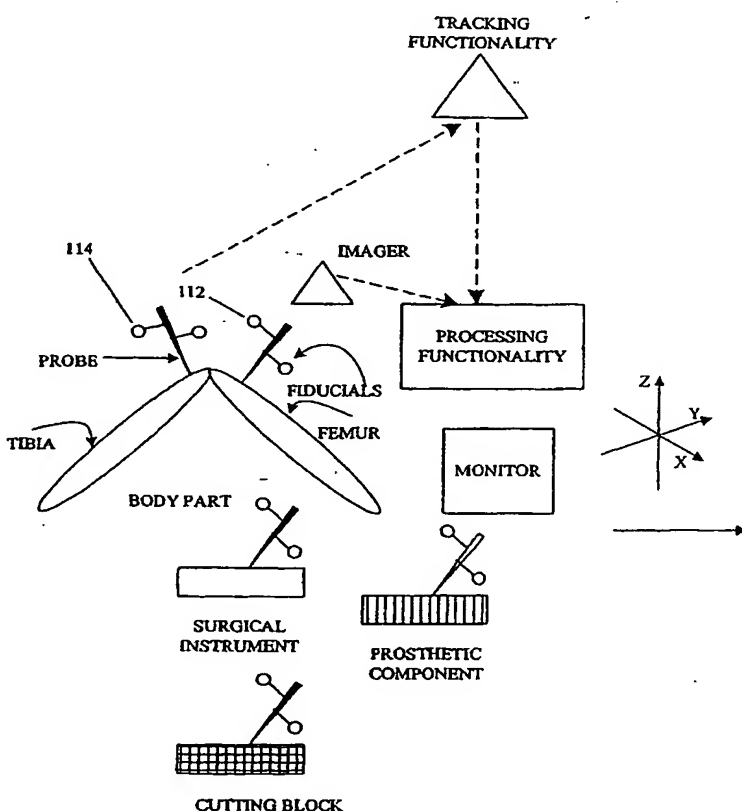 TRACKING
FUNCTIONALITY
114
IMAGER
112
PROCESSING
FUNCTIONALITY
PROBE
FIDUCIALS
FEMUR
TIBIA
Z
Y
X
MONITOR
BODY PART
SURGICAL
INSTRUMENT
PROSTHETIC
COMPONENT
CUTTING BLOCK